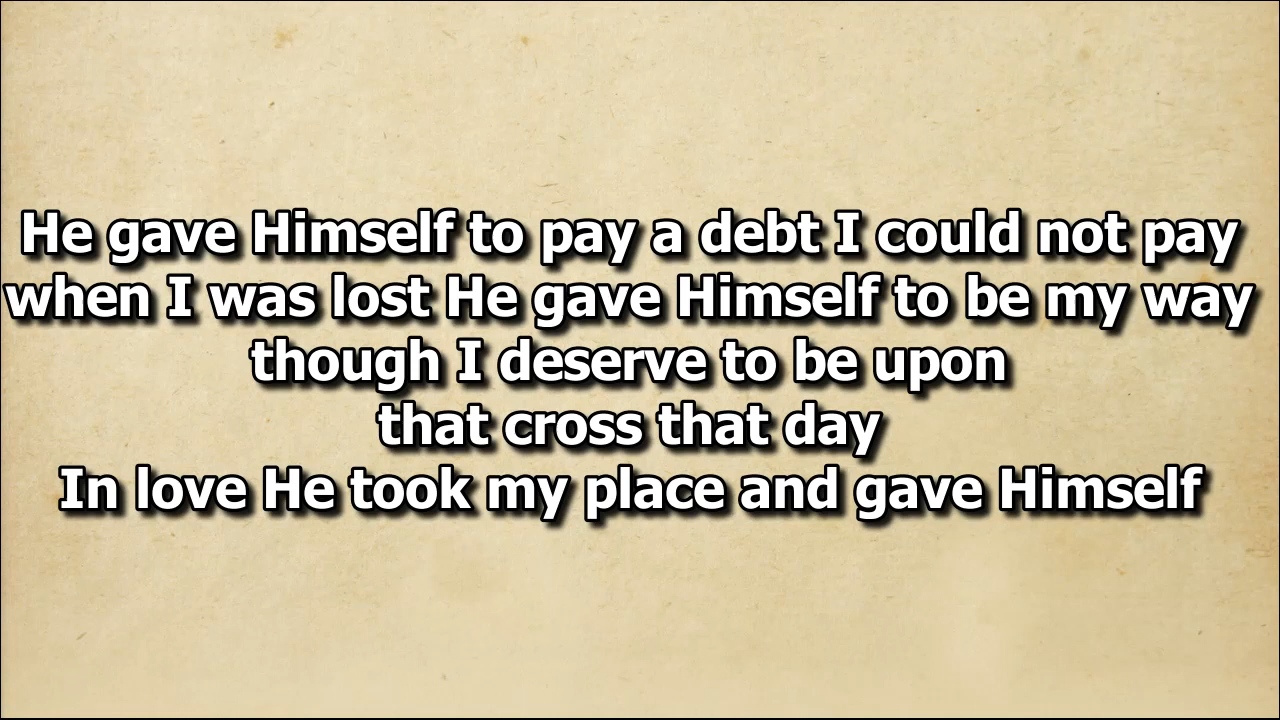 He gave Himself to pay a debt I could not pay
when I was lost He gave Himself to be my way
though I deserve to be upon
that cross that day
In love He took my place and gave Himself